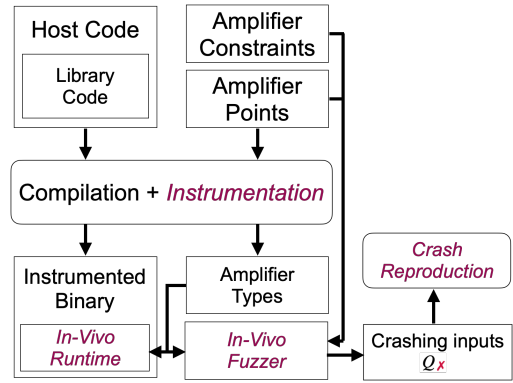 Host Code
Library
Code
Amplifier
Constraints
Amplifier
Points
Compilation + Instrumentation
Instrumented
Binary
In-Vivo
Runtime
Amplifier
Types
In-Vivo
Fuzzer
Crash
Reproduction
Crashing inputs
Q✗